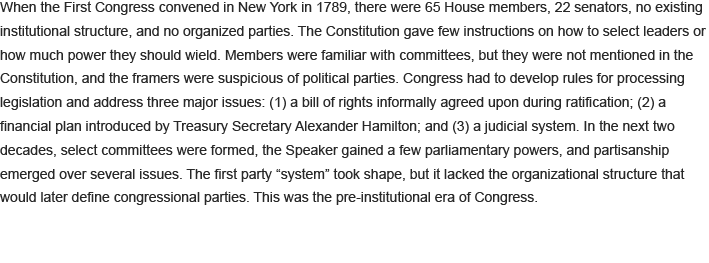 When the First Congress convened in New York in 1789, there were 65 House members, 22 senators, no existing
institutional structure, and no organized parties. The Constitution gave few instructions on how to select leaders or
how much power they should wield. Members were familiar with committees, but they were not mentioned in the
Constitution, and the framers were suspicious of political parties. Congress had to develop rules for processing
legislation and address three major issues: (1) a bill of rights informally agreed upon during ratification; (2) a
financial plan introduced by Treasury Secretary Alexander Hamilton; and (3) a judicial system. In the next two
decades, select committees were formed, the Speaker gained a few parliamentary powers, and partisanship
emerged over several issues. The first party “system” took shape, but it lacked the organizational structure that
would later define congressional parties. This was the pre-institutional era of Congress.